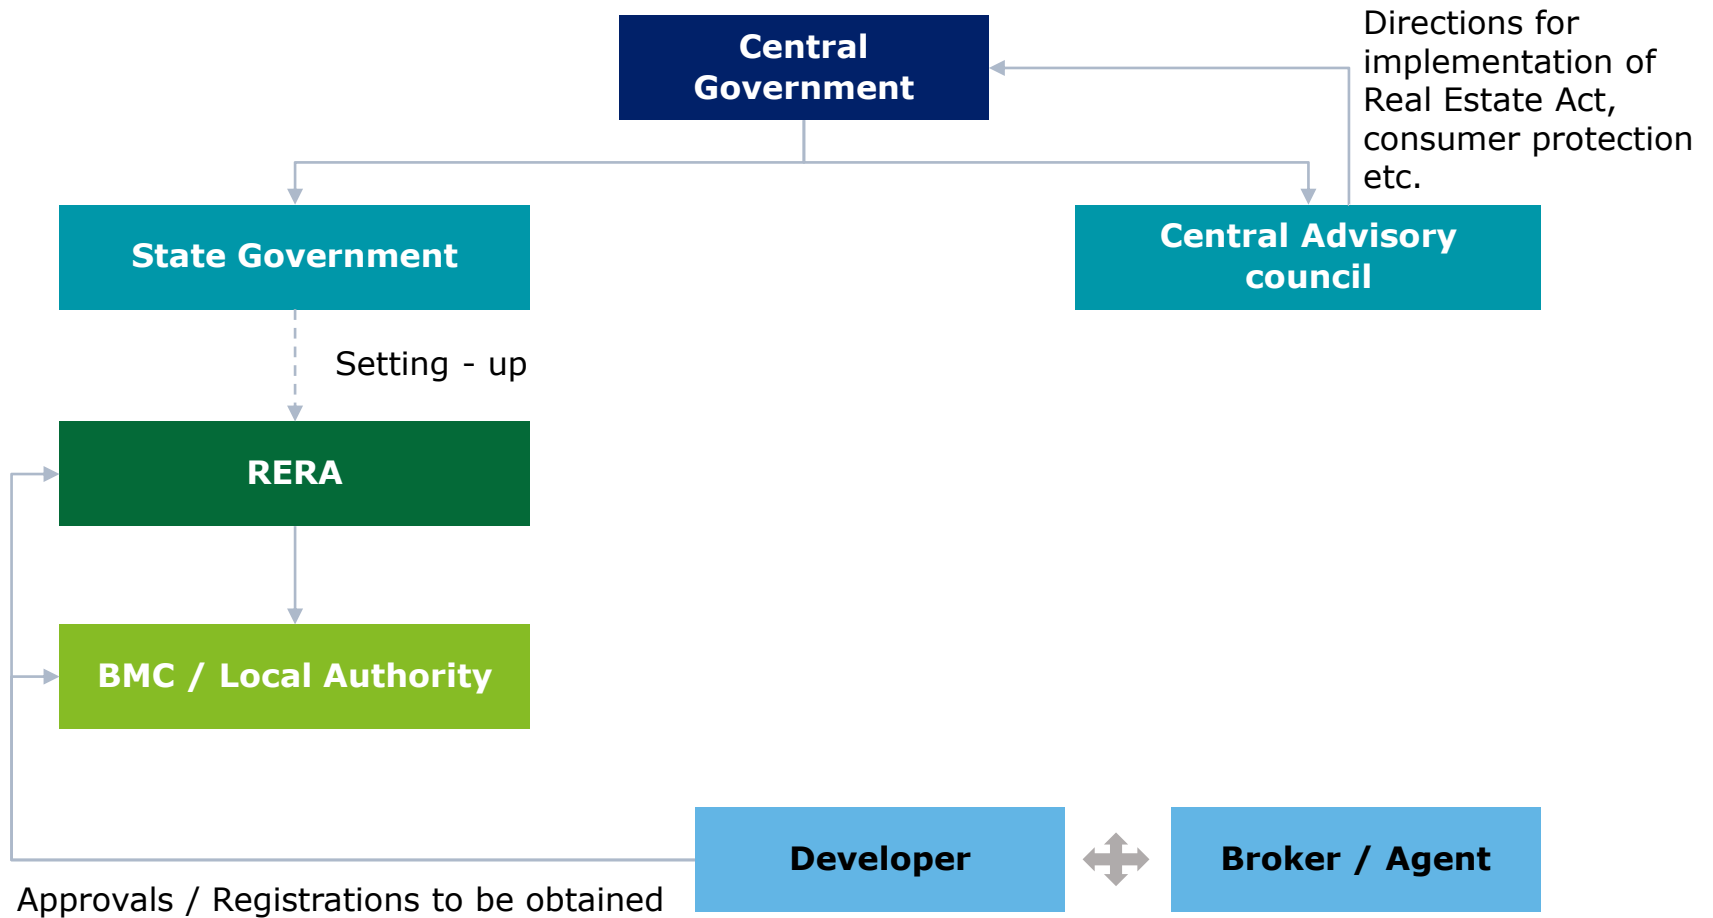 Central
Government
Directions for
implementation of
Real Estate Act,
consumer protection
etc.
State Government
Central Advisory
council
Setting - up
RERA
BMC / Local Authority
Developer
Broker / Agent
Approvals / Registrations to be obtained